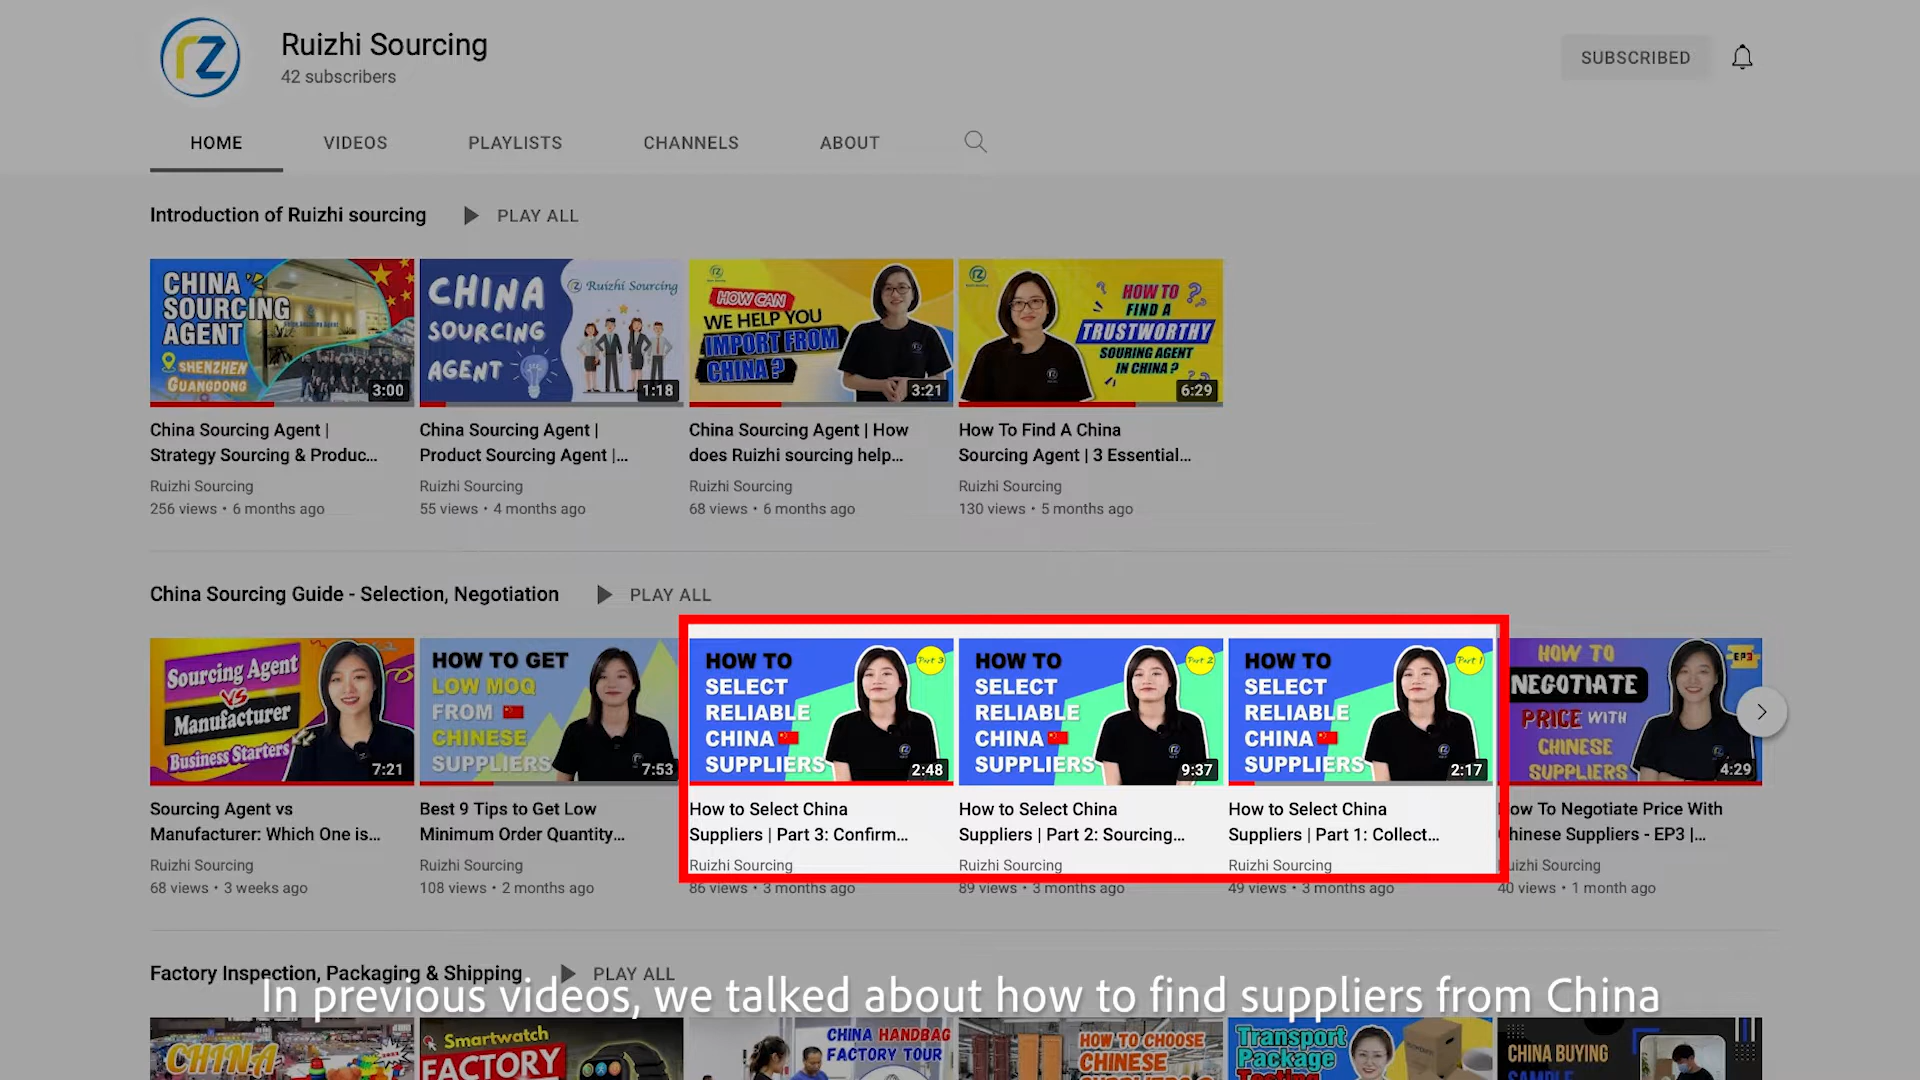 Ruizhi Sourcing
42 subscribers
SUBSCRIBED
HOME VIDEOS PLAYLISTS CHANNELS ABOUT
Introduction of Ruizhi sourcing PLAY ALL
CHINA
SOURCING
AGENT
SHENZHEN
GUANGDONG
3:00
Ruizhi Sourcing
CHINA
SOURCING
AGENT
1:18
HOW CAN
WE HELP YOU
IMPORT FROM
CHINA?
3:21
HOW TO
FIND A
TRUSTWORTHY
SOURING AGENT
IN CHINA?
6:29
China Sourcing Agent |
Strategy Sourcing & Produc...
Ruizhi Sourcing
256 views • 6 months ago
China Sourcing Agent |
Product Sourcing Agent |...
Ruizhi Sourcing
55 views • 4 months ago
China Sourcing Agent | How
does Ruizhi sourcing help...
Ruizhi Sourcing
68 views • 6 months ago
How To Find A China
Sourcing Agent | 3 Essential...
Ruizhi Sourcing
130 views • 5 months ago
China Sourcing Guide - Selection, Negotiation PLAY ALL
Sourcing Agent
VS
Manufacturer
Business Starters
7:21
HOW TO GET
LOW MOQ
FROM
CHINESE
SUPPLIERS
7:53
HOW TO
SELECT
RELIABLE
CHINA
SUPPLIERS
Part 3
2:48
HOW TO
SELECT
RELIABLE
CHINA
SUPPLIERS
Part 2
9:37
HOW TO
SELECT
RELIABLE
CHINA
SUPPLIERS
Part 1
2:17
HOW TO
NEGOTIATE
PRICE WITH
CHINESE
SUPPLIERS
EP3
4:29
Sourcing Agent vs
Manufacturer: Which One is...
Ruizhi Sourcing
68 views • 3 weeks ago
Best 9 Tips to Get Low
Minimum Order Quantity...
Ruizhi Sourcing
108 views • 2 months ago
How to Select China
Suppliers | Part 3: Confirm...
Ruizhi Sourcing
86 views • 3 months ago
How to Select China
Suppliers | Part 2: Sourcing...
Ruizhi Sourcing
89 views • 3 months ago
How to Select China
Suppliers | Part 1: Collect...
Ruizhi Sourcing
49 views • 3 months ago
How To Negotiate Price With
Chinese Suppliers - EP3 |...
Ruizhi Sourcing
40 views • 1 month ago
Factory Inspection, Packaging & Shipping PLAY ALL
In previous videos, we talked about how to find suppliers from China
CHINA
Smartwatch
FACTORY
CHINA HANDBAG
FACTORY TOUR
HOW TO CHOOSE
CHINESE
Transport
Package
Testing
CHINA BUYING
SAMPLE